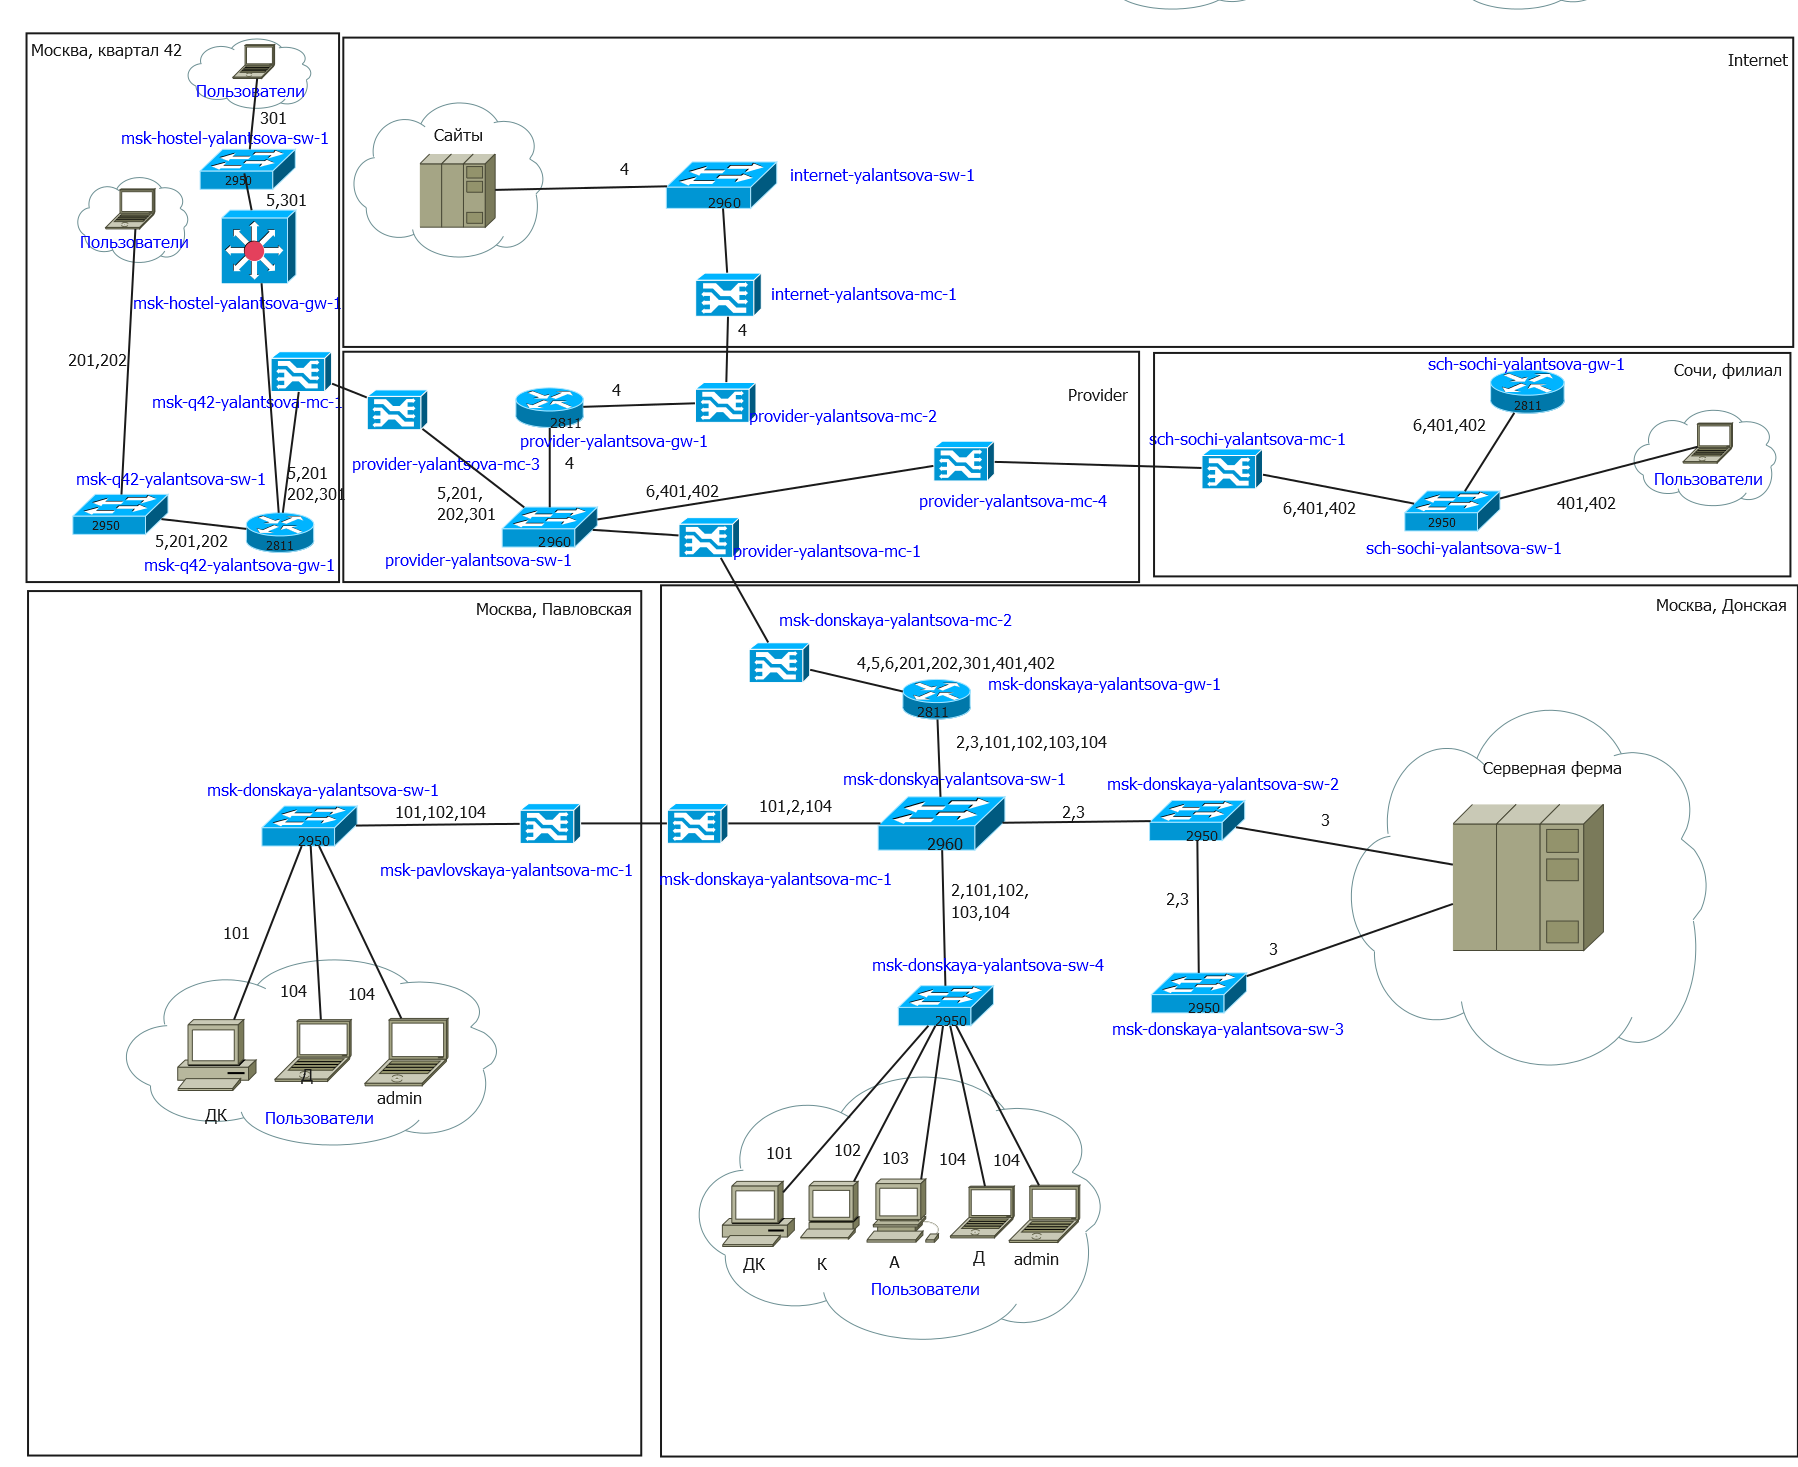 Москва, квартал 42
Пользователи
301
msk-hostel-yalantsova-sw-1
2950
5,301
Пользователи
msk-hostel-yalantsova-gw-1
201,202
msk-q42-yalantsova-mc-1
5,201
202,301
msk-q42-yalantsova-sw-1
2950
5,201,202
2811
msk-q42-yalantsova-gw-1
Internet
Сайты
4
internet-yalantsova-sw-1
2960
internet-yalantsova-mc-1
4
Provider
4
2811
provider-yalantsova-mc-2
provider-yalantsova-gw-1
provider-yalantsova-mc-3
4
5,201,
202,301
6,401,402
provider-yalantsova-mc-4
2960
provider-yalantsova-mc-1
provider-yalantsova-sw-1
Сочи, филиал
sch-sochi-yalantsova-gw-1
2811
6,401,402
sch-sochi-yalantsova-mc-1
Пользователи
6,401,402
401,402
2950
sch-sochi-yalantsova-sw-1
Москва, Павловская
msk-donskaya-yalantsova-sw-1
101,102,104
2950
msk-pavlovskaya-yalantsova-mc-1
101
104
104
Д
admin
ДК
Пользователи
Москва, Донская
msk-donskaya-yalantsova-mc-2
4,5,6,201,202,301,401,402
msk-donskaya-yalantsova-gw-1
2811
2,3,101,102,103,104
msk-donskya-yalantsova-sw-1
msk-donskaya-yalantsova-sw-2
Серверная ферма
101,2,104
2,3
3
2960
2950
msk-donskaya-yalantsova-mc-1
2,101,102,
103,104
2,3
3
msk-donskaya-yalantsova-sw-4
2950
2950
msk-donskaya-yalantsova-sw-3
101
102
103
104
104
ДК
К
А
Д
admin
Пользователи